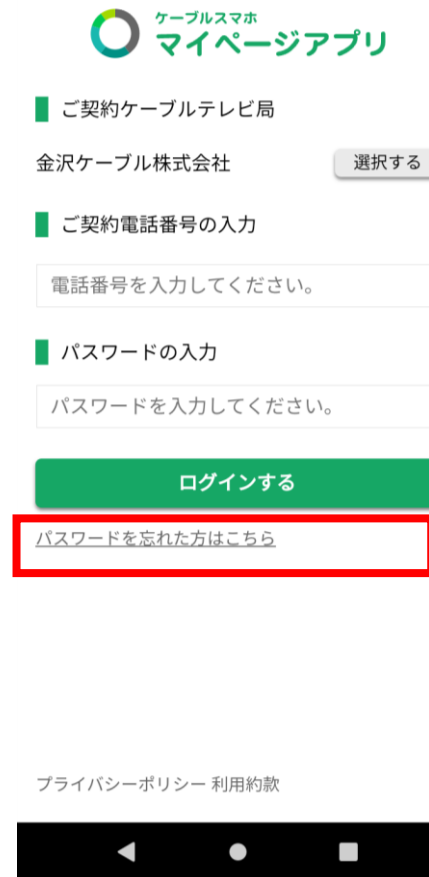 ケーブルスマホ
マイページアプリ
ご契約ケーブルテレビ局
金沢ケーブル株式会社 選択する
ご契約電話番号の入力
電話番号を入力してください。
パスワードの入力
パスワードを入力してください。
ログインする
パスワードを忘れた方はこちら
プライバシーポリシー 利用約款